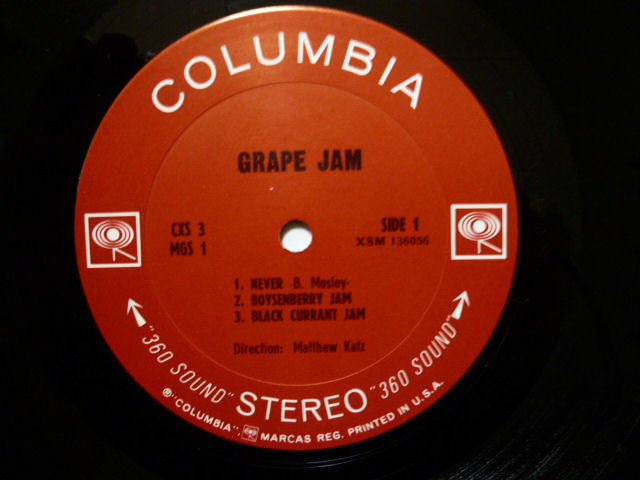 COLUMBIA
GRAPE JAM
CXS 3
MGS 1
SIDE 1
XSM 136056
1. NEVER -B. Mosley-
2. BOYSENBERRY JAM
3. BLACK CURRANT JAM
Direction: Matthew Katz
"360 SOUND" STEREO "360 SOUND"
® "COLUMBIA", MARCAS REG. PRINTED IN U.S.A.